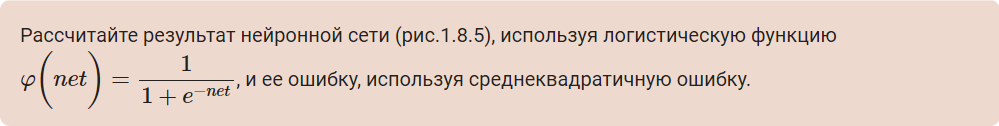 Рассчитайте результат нейронной сети (рис.1.8.5), используя логистическую функцию
φ(net) = 1 / (1 + e^{−net}), и ее ошибку, используя среднеквадратичную ошибку.